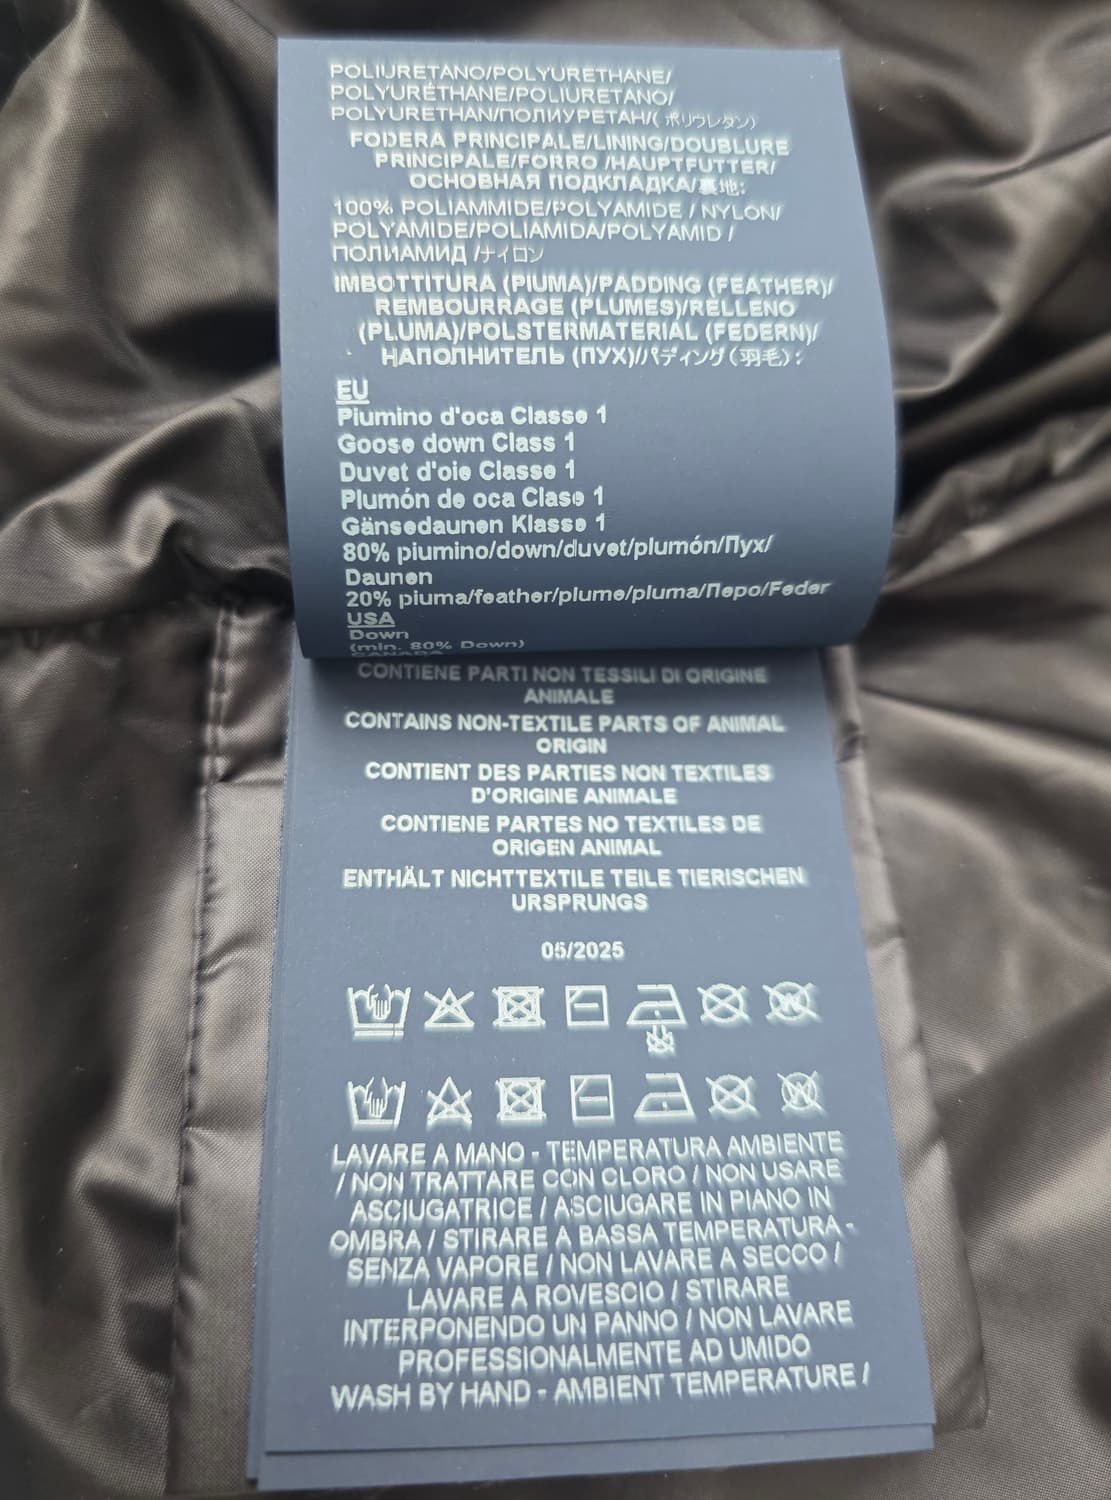 POLIURETANO/POLYURETHANE/
POLYURÉTHANE/POLIURETANO/
POLYURETHAN/ПОЛИУРЕТАН/( ポリウレタン)
FODERA PRINCIPALE/LINING/DOUBLURE
PRINCIPALE/FORRO /HAUPTFUTTER/
ОСНОВНАЯ ПОДКЛАДКА/裏地:
100% POLIAMMIDE/POLYAMIDE / NYLON/
POLYAMIDE/POLIAMIDA/POLYAMID /
ПОЛИАМИД /ナイロン
IMBOTTITURA (PIUMA)/PADDING (FEATHER)/
REMBOURRAGE (PLUMES)/RELLENO
(PLUMA)/POLSTERMATERIAL (FEDERN)/
НАПОЛНИТЕЛЬ (ПУХ)//パディング(羽毛):
EU
Piumino d'oca Classe 1
Goose down Class 1
Duvet d'oie Classe 1
Plumón de oca Clase 1
Gänsedaunen Klasse 1
80% piumino/down/duvet/plumón/Пух/
Daunen
20% piuma/feather/plume/pluma/Перо/Feder
USA
Down
(min. 80% Down)
CANADA
CONTIENE PARTI NON TESSILI DI ORIGINE
ANIMALE
CONTAINS NON-TEXTILE PARTS OF ANIMAL
ORIGIN
CONTIENT DES PARTIES NON TEXTILES
D'ORIGINE ANIMALE
CONTIENE PARTES NO TEXTILES DE
ORIGEN ANIMAL
ENTHÄLT NICHTTEXTILE TEILE TIERISCHEN
URSPRUNGS
05/2025
LAVARE A MANO - TEMPERATURA AMBIENTE
/ NON TRATTARE CON CLORO / NON USARE
ASCIUGATRICE / ASCIUGARE IN PIANO IN
OMBRA / STIRARE A BASSA TEMPERATURA -
SENZA VAPORE / NON LAVARE A SECCO /
LAVARE A ROVESCIO / STIRARE
INTERPONENDO UN PANNO / NON LAVARE
PROFESSIONALMENTE AD UMIDO
WASH BY HAND - AMBIENT TEMPERATURE /